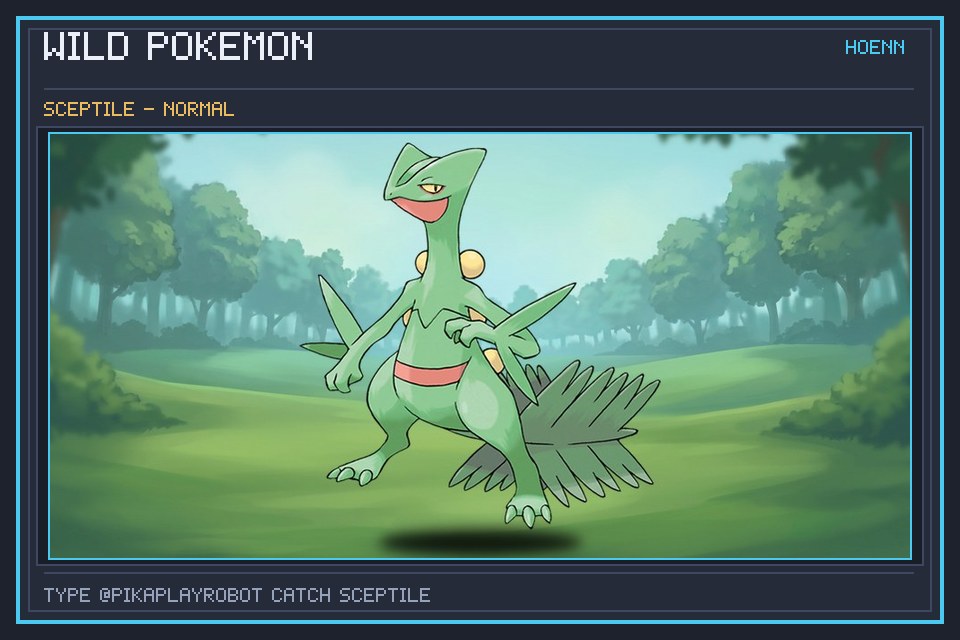 WILD POKEMON
HOENN
SCEPTILE - NORMAL
TYPE @PIKAPLAYROBOT CATCH SCEPTILE